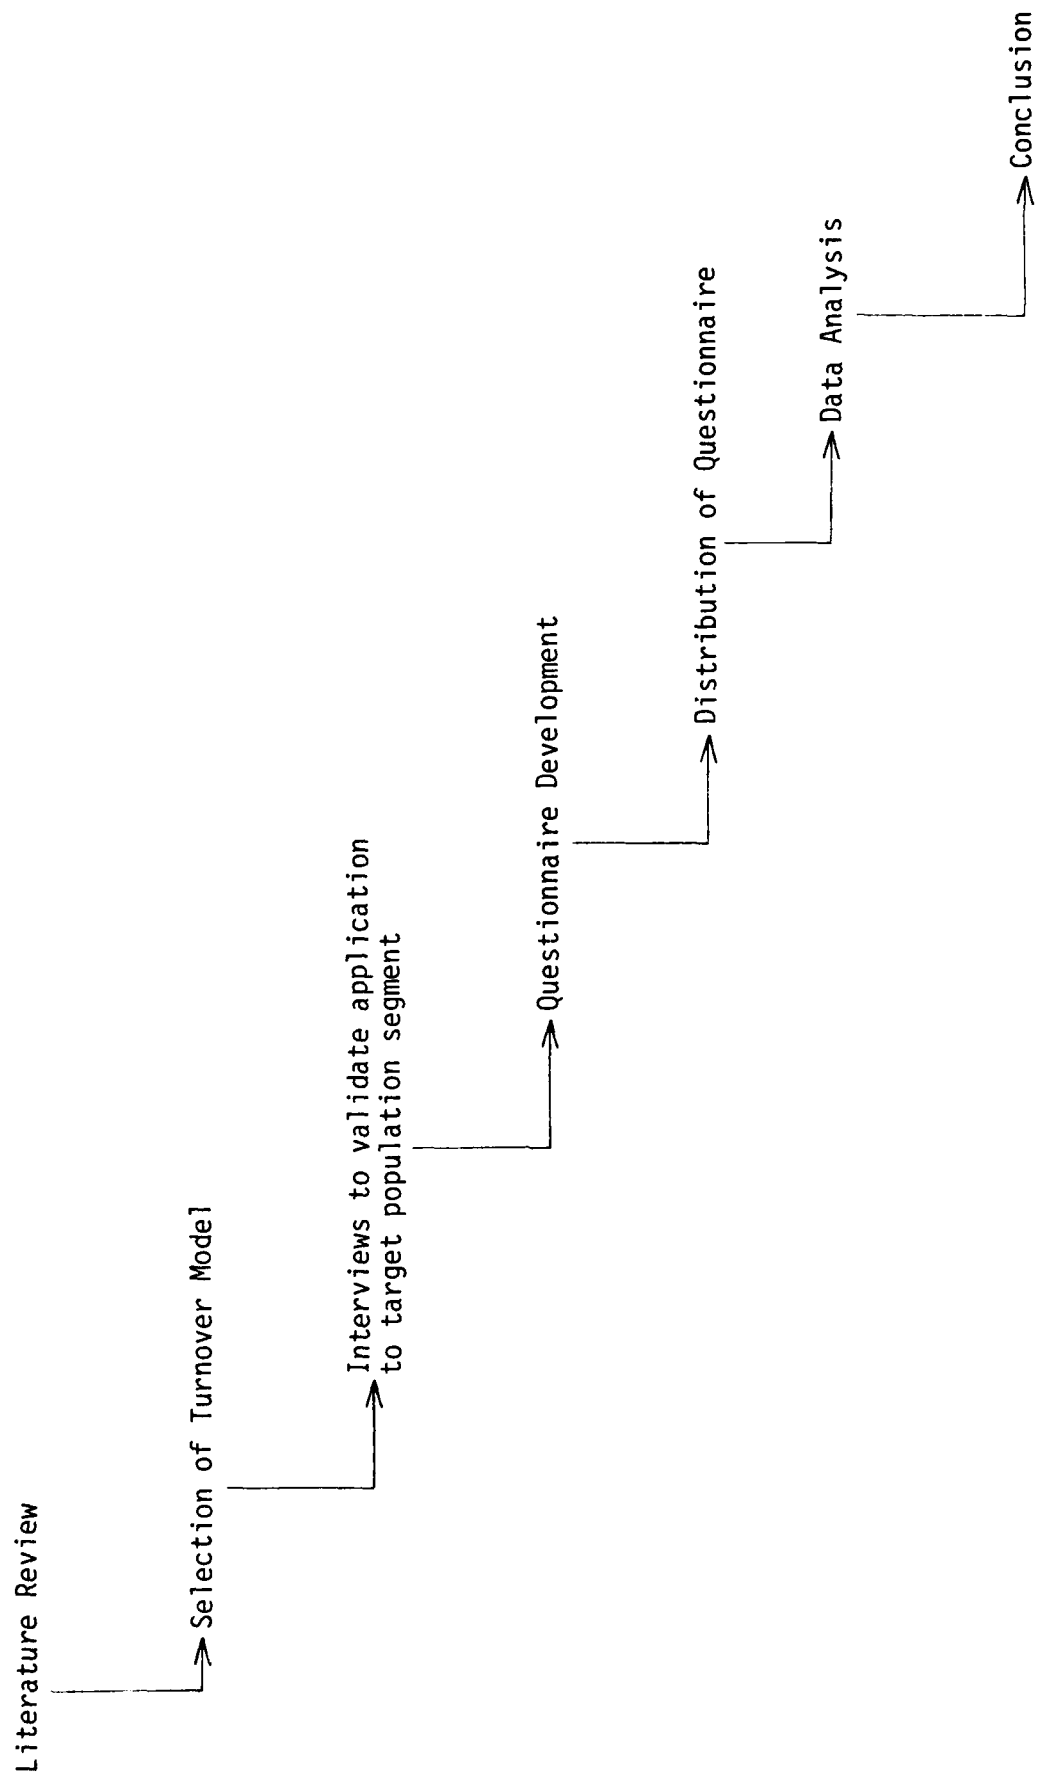 Literature Review
Selection of Turnover Model
Interviews to validate application
to target population segment
Questionnaire Development
Distribution of Questionnaire
Data Analysis
Conclusion